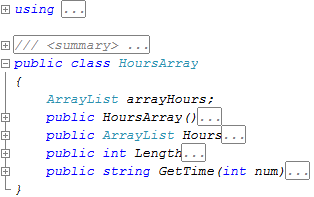 using ...
/// <summary> ...
public class HoursArray
{
ArrayList arrayHours;
public HoursArray()...
public ArrayList Hours...
public int Length...
public string GetTime(int num)...
}